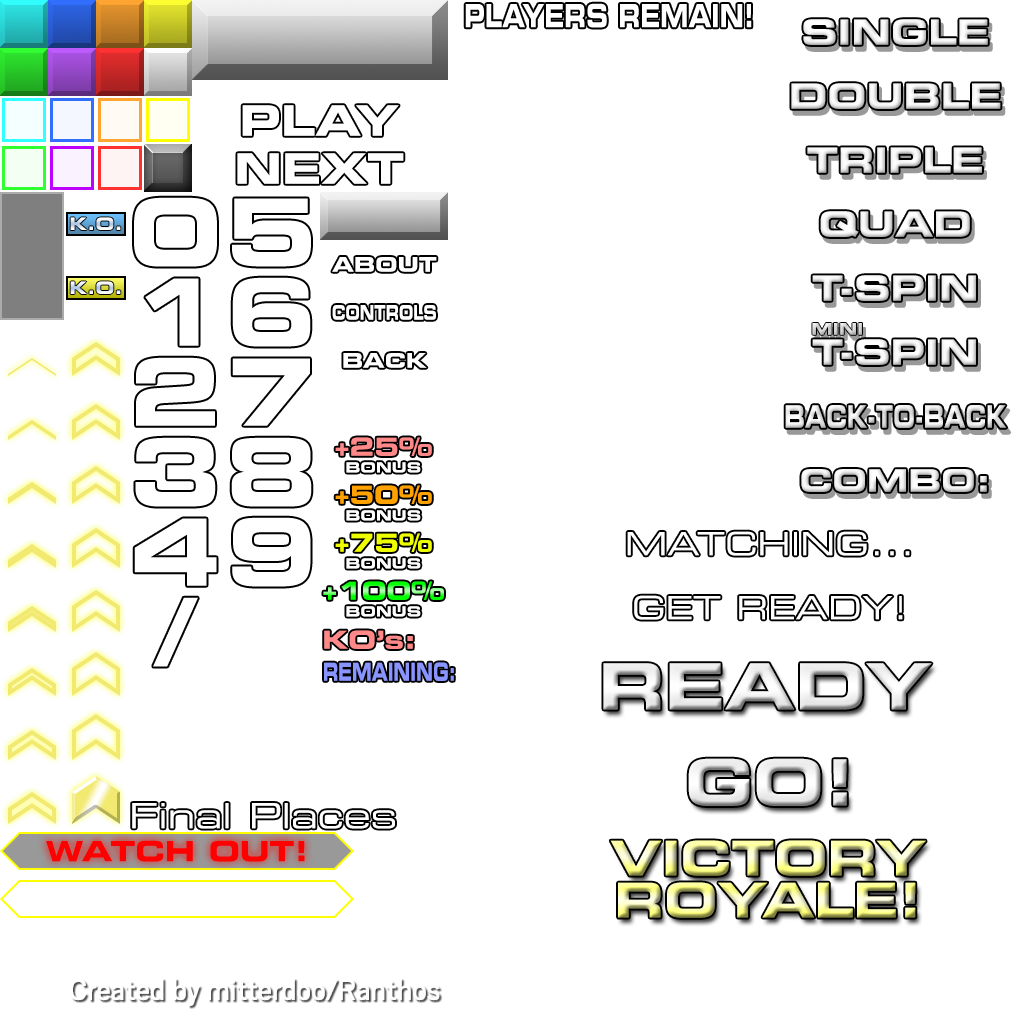 PLAYERS REMAIN!
PLAY
NEXT
K.O.
K.O.
0 5
1 6
2 7
3 8
4 9
/
ABOUT
CONTROLS
BACK
+25%
BONUS
+50%
BONUS
+75%
BONUS
+100%
BONUS
KO's:
REMAINING:
SINGLE
DOUBLE
TRIPLE
QUAD
T-SPIN
MINI
T-SPIN
BACK-TO-BACK
COMBO:
MATCHING...
GET READY!
READY
GO!
VICTORY
ROYALE!
Final Places
WATCH OUT!
Created by mitterdoo/Ranthos